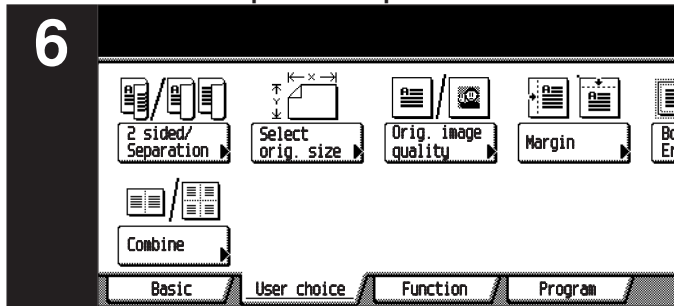 6
2 sided/
Separation
Select
orig. size
Orig. image
quality
Margin
Combine
Basic
User choice
Function
Program